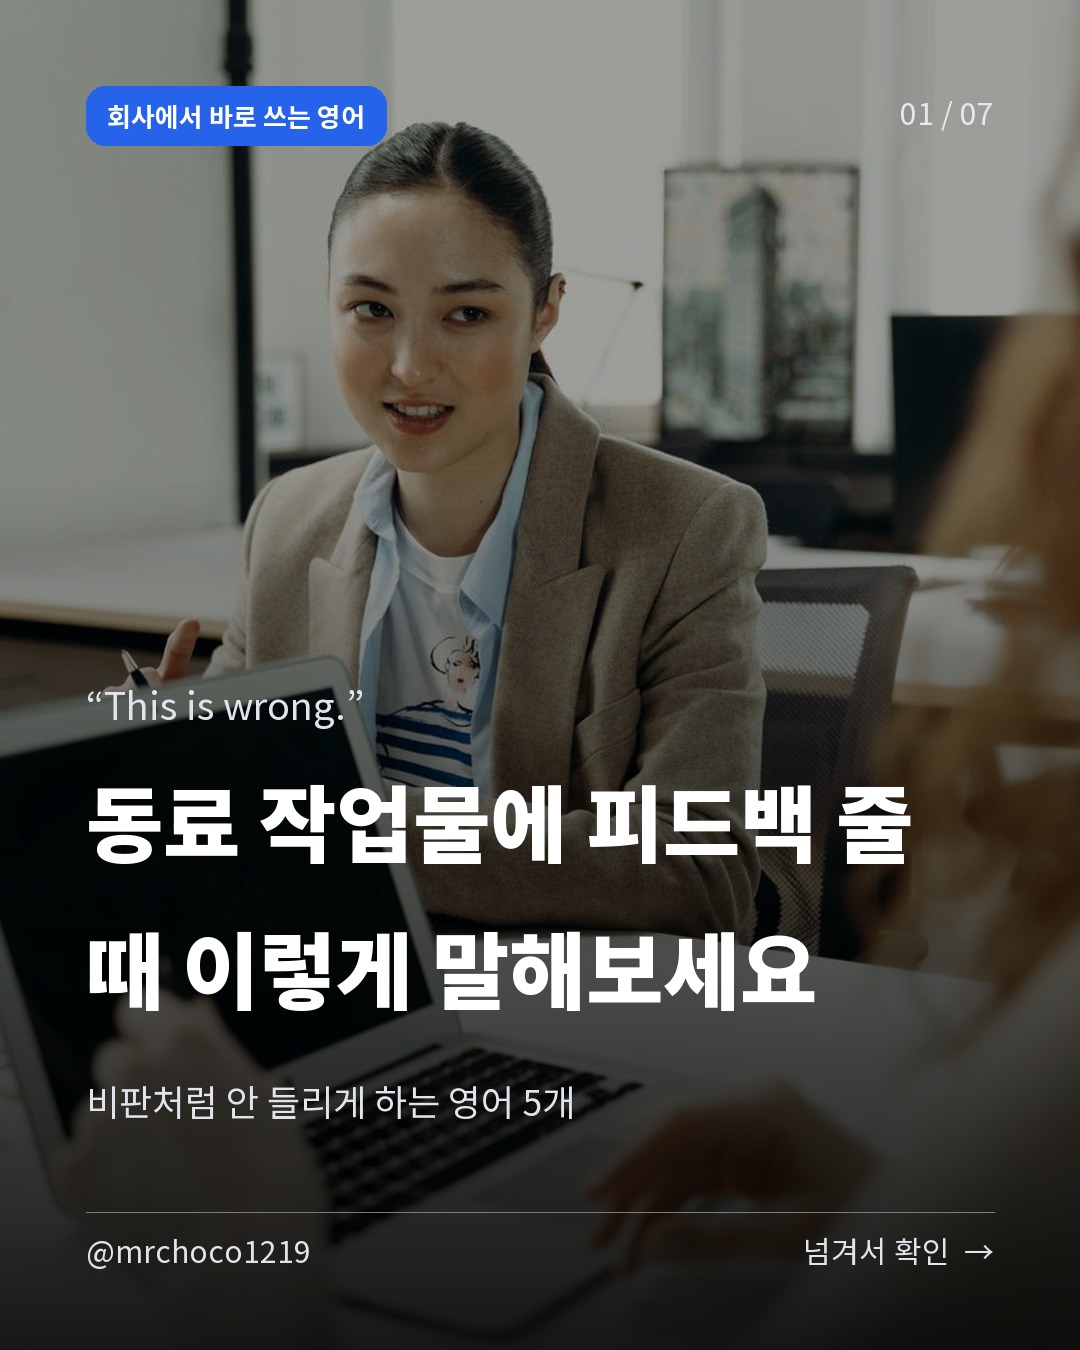 회사에서 바로 쓰는 영어
01 / 07
“This is wrong.”
동료 작업물에 피드백 줄
때 이렇게 말해보세요
비판처럼 안 들리게 하는 영어 5개
@mrchoco1219
넘겨서 확인 →